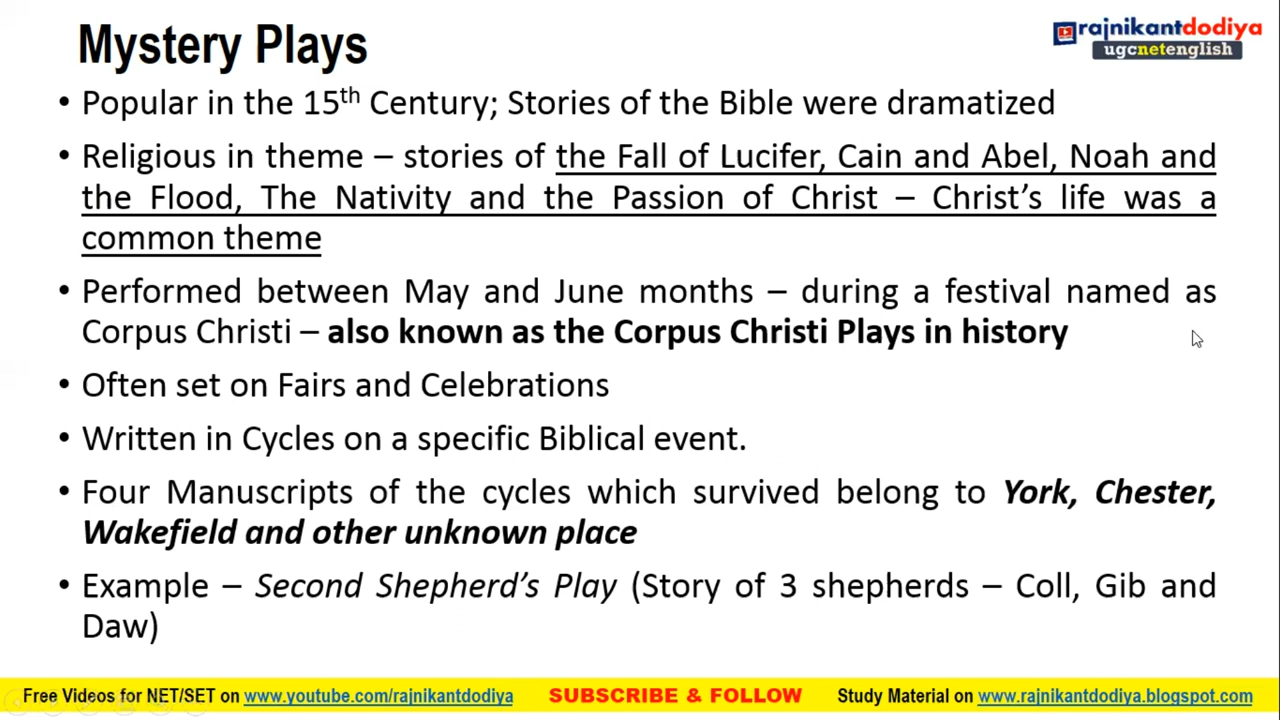 Mystery Plays
rajnikantdodiya
ugcnetenglish
• Popular in the 15th Century; Stories of the Bible were dramatized
• Religious in theme – stories of the Fall of Lucifer, Cain and Abel, Noah and
the Flood, The Nativity and the Passion of Christ – Christ's life was a
common theme
• Performed between May and June months – during a festival named as
Corpus Christi – also known as the Corpus Christi Plays in history
• Often set on Fairs and Celebrations
• Written in Cycles on a specific Biblical event.
• Four Manuscripts of the cycles which survived belong to York, Chester,
Wakefield and other unknown place
• Example – Second Shepherd's Play (Story of 3 shepherds – Coll, Gib and
Daw)
Free Videos for NET/SET on www.youtube.com/rajnikantdodiya SUBSCRIBE & FOLLOW Study Material on www.rajnikantdodiya.blogspot.com